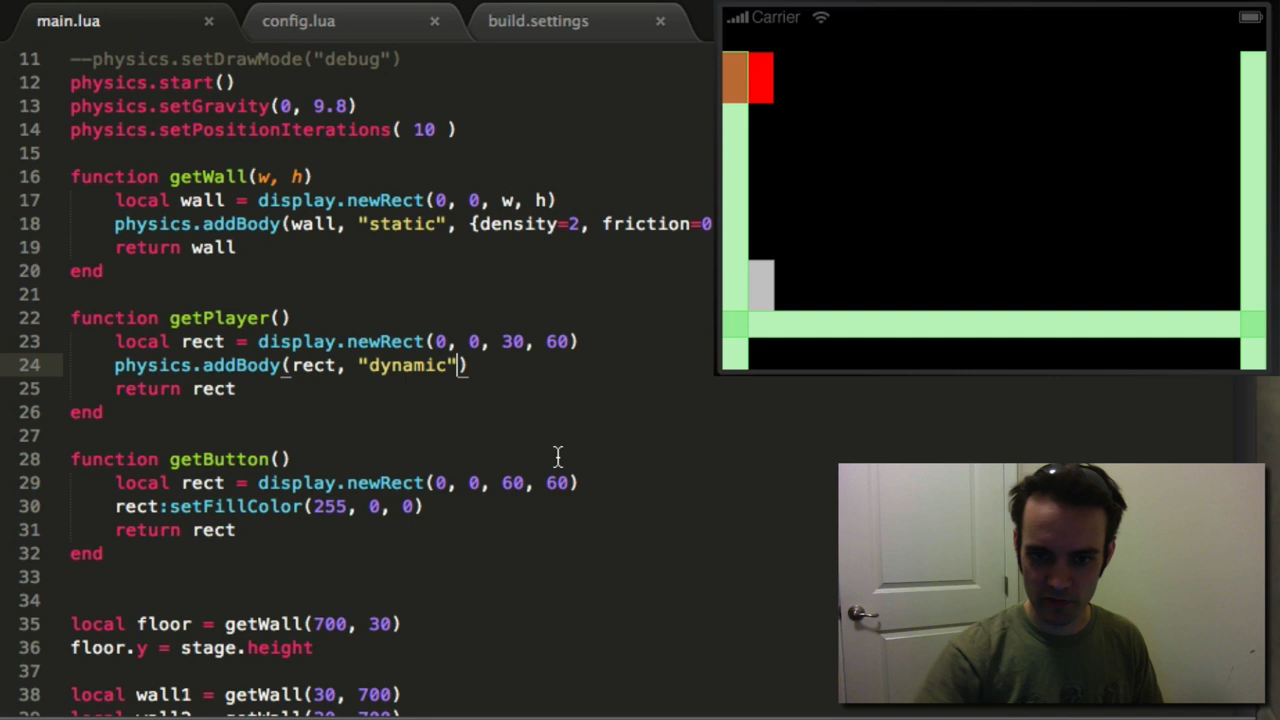 main.lua × config.lua × build.settings ×
Carrier
11 --physics.setDrawMode("debug")
12 physics.start()
13 physics.setGravity(0, 9.8)
14 physics.setPositionIterations( 10 )
15
16 function getWall(w, h)
17 local wall = display.newRect(0, 0, w, h)
18 physics.addBody(wall, "static", {density=2, friction=0
19 return wall
20 end
21
22 function getPlayer()
23 local rect = display.newRect(0, 0, 30, 60)
24 physics.addBody(rect, "dynamic")
25 return rect
26 end
27
28 function getButton()
29 local rect = display.newRect(0, 0, 60, 60)
30 rect:setFillColor(255, 0, 0)
31 return rect
32 end
33
34
35 local floor = getWall(700, 30)
36 floor.y = stage.height
37
38 local wall1 = getWall(30, 700)